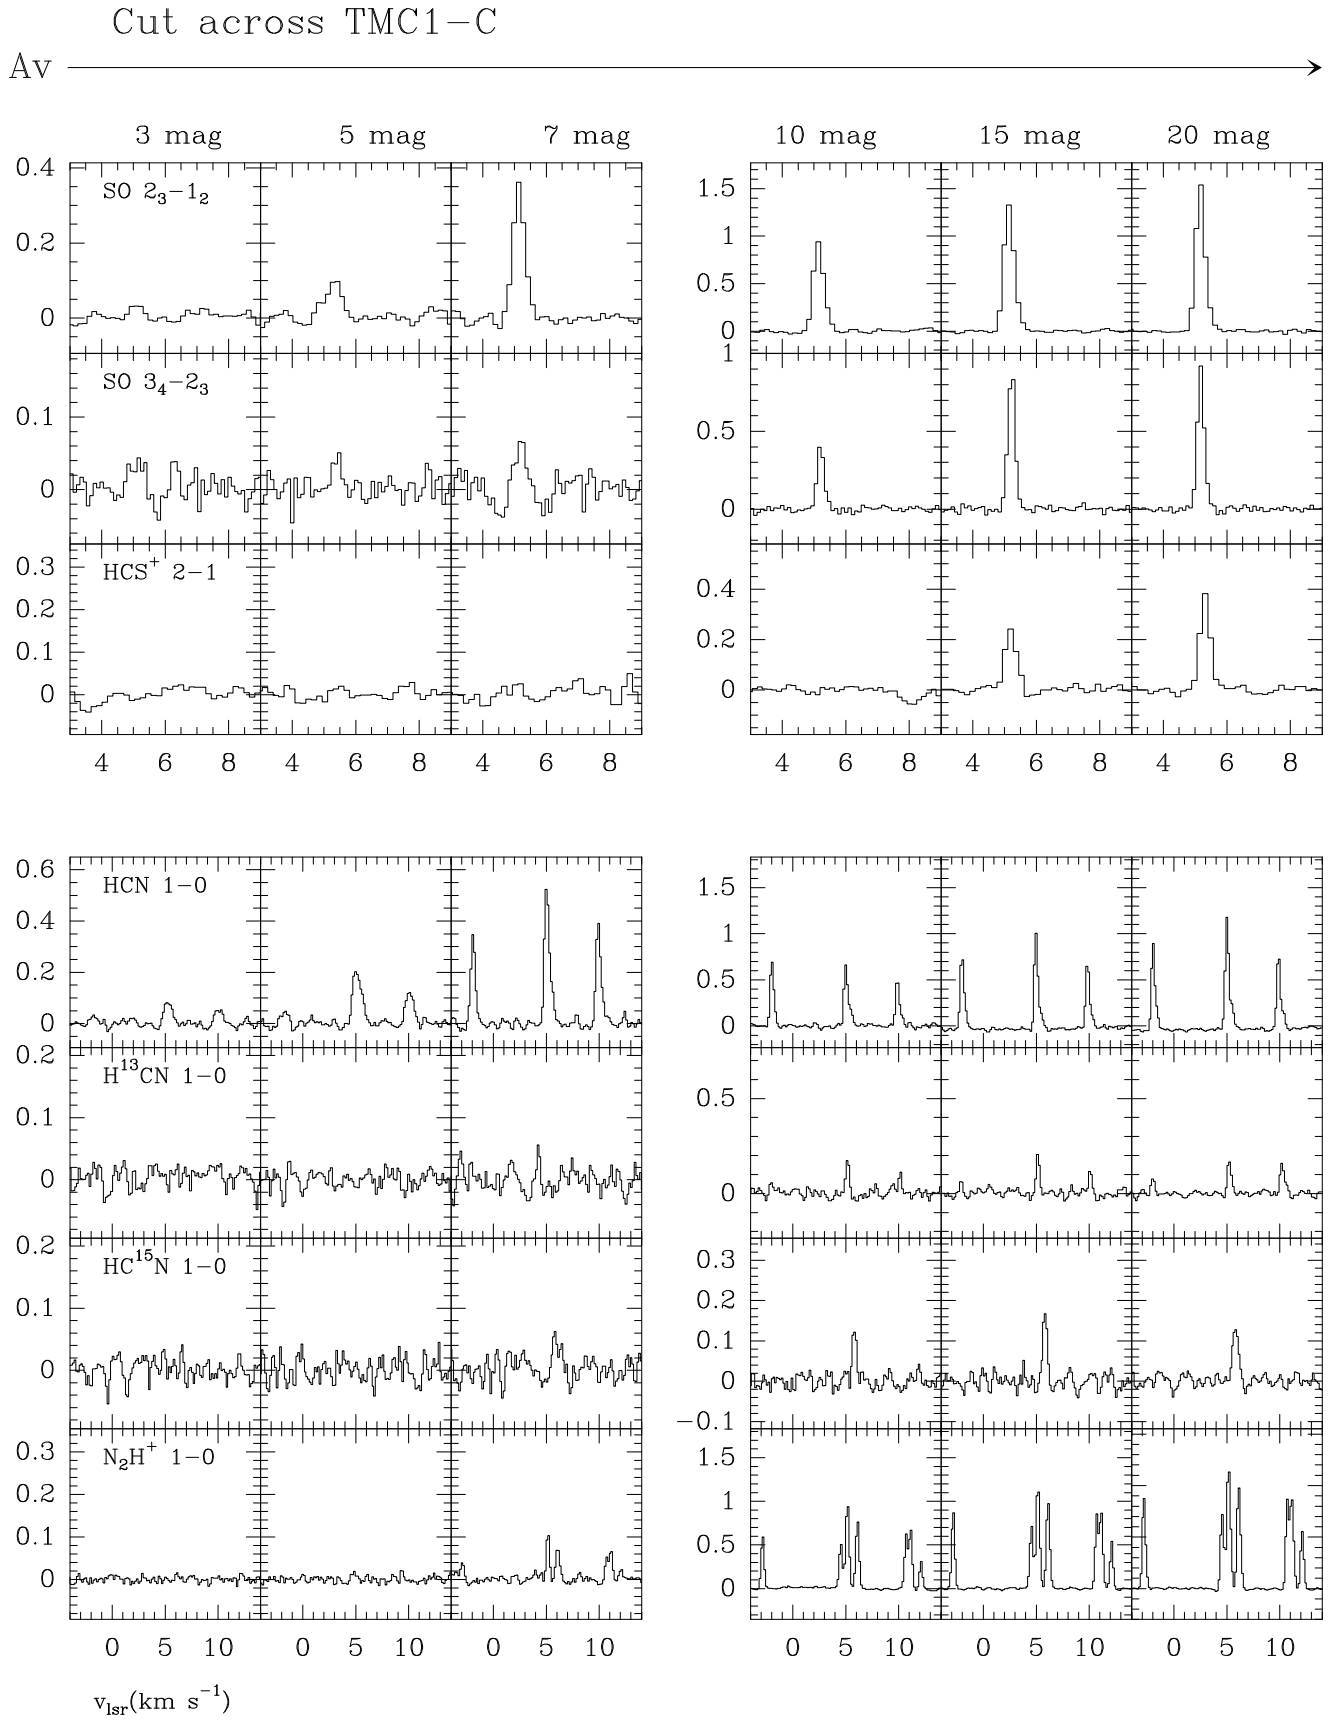 Cut across TMC1-C
Av
3 mag 5 mag 7 mag 10 mag 15 mag 20 mag
0.4 SO 2₃-1₂ 1.5
0.2 1
0.5
0 0
SO 3₄-2₃ 1
0.1 0.5
0 0
HCS⁺ 2-1
0.3 0.4
0.2 0.2
0.1
0 0
4 6 8 4 6 8 4 6 8 4 6 8 4 6 8 4 6 8
0.6 HCN 1-0 1.5
0.4 1
0.2 0.5
0 0
0.2 H¹³CN 1-0
0.1 0.5
0 0
0.2 HC¹⁵N 1-0 0.3
0.2
0.1 0.1
0 0
-0.1
N₂H⁺ 1-0
0.3 1.5
0.2 1
0.1 0.5
0 0
0 5 10 0 5 10 0 5 10 0 5 10 0 5 10 0 5 10
v_lsr(km s⁻¹)